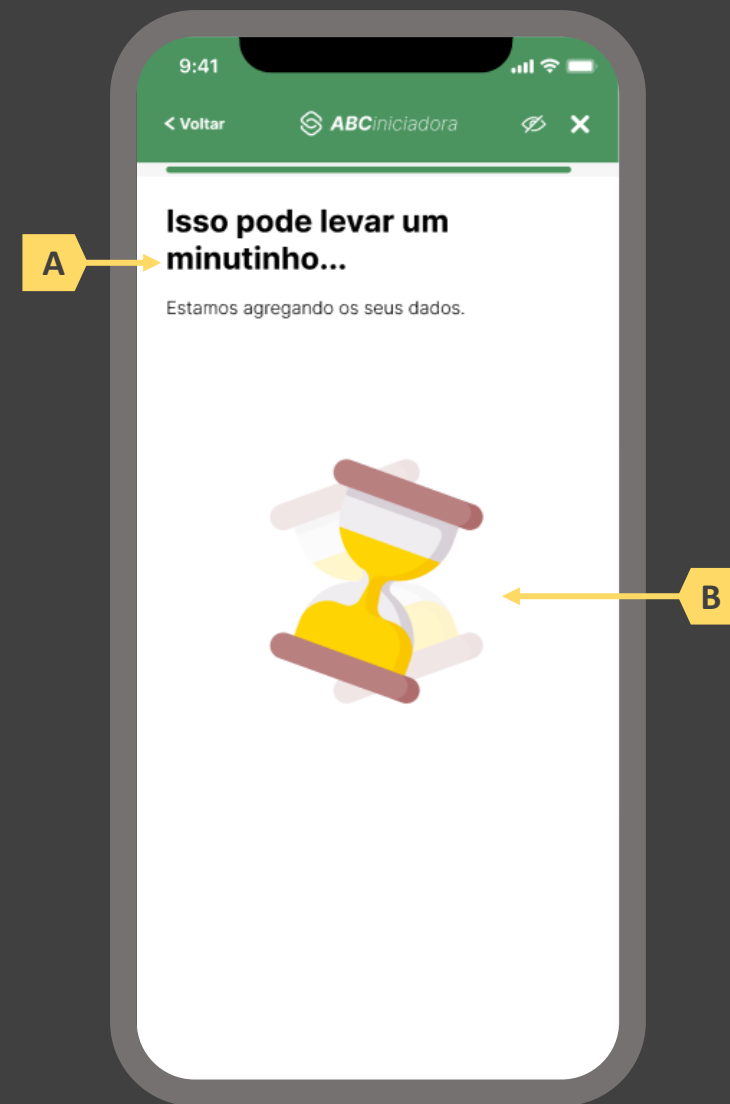 9:41
< Voltar ABCiniciadora
Isso pode levar um
minutinho...
A
Estamos agregando os seus dados.
B